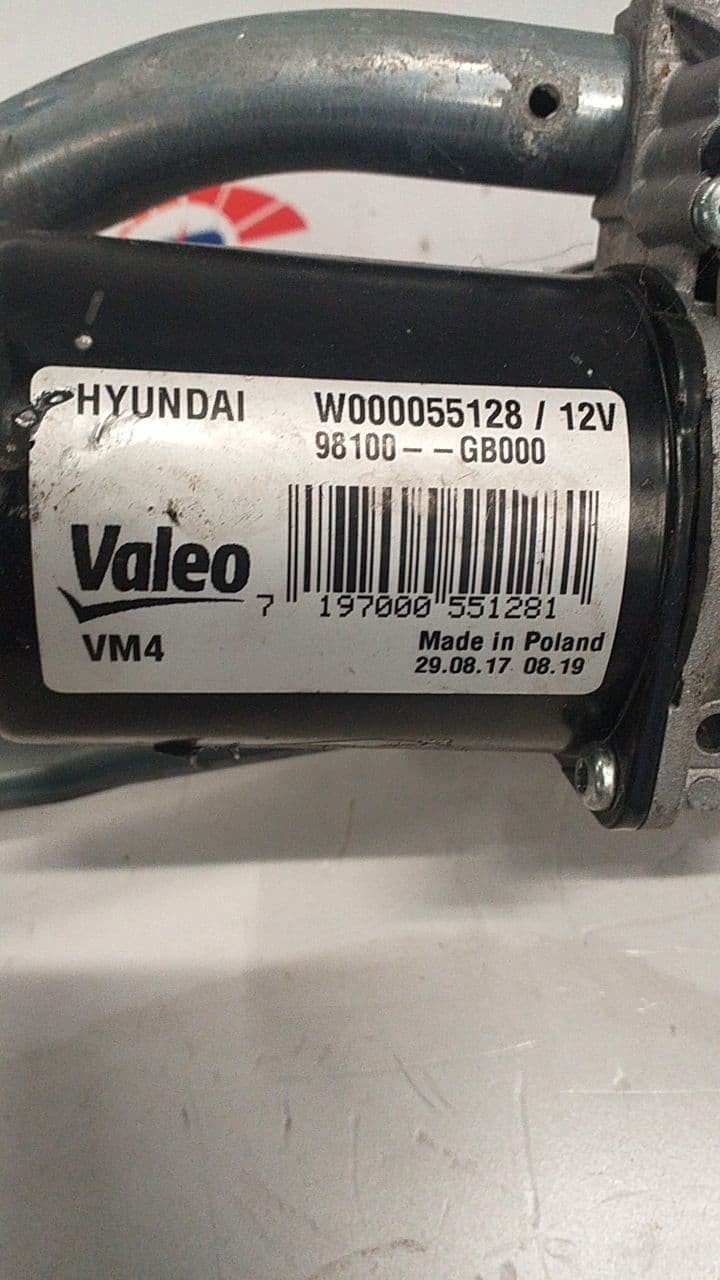 HYUNDAI
W000055128 / 12V
98100--GB000
Valeo
7 197000 551281
VM4
Made in Poland
29.08.17 08.19